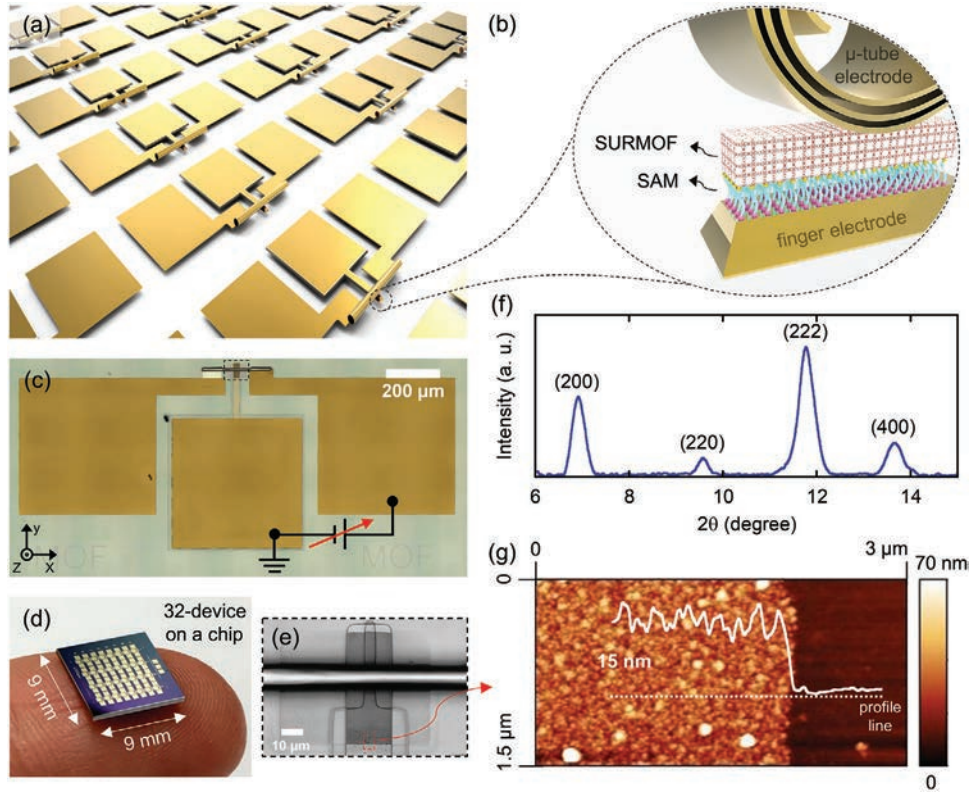 (a)
(b)
µ-tube
electrode
SURMOF
SAM
finger electrode
(c)
200 µm
y
z
x
MOF
MOF
(d)
32-device
on a chip
9 mm
9 mm
(e)
10 µm
(f)
Intensity (a. u.)
(200)
(220)
(222)
(400)
6
8
10
12
14
2θ (degree)
(g)
0
3 µm
70 nm
0
15 nm
profile
line
1.5 µm
0